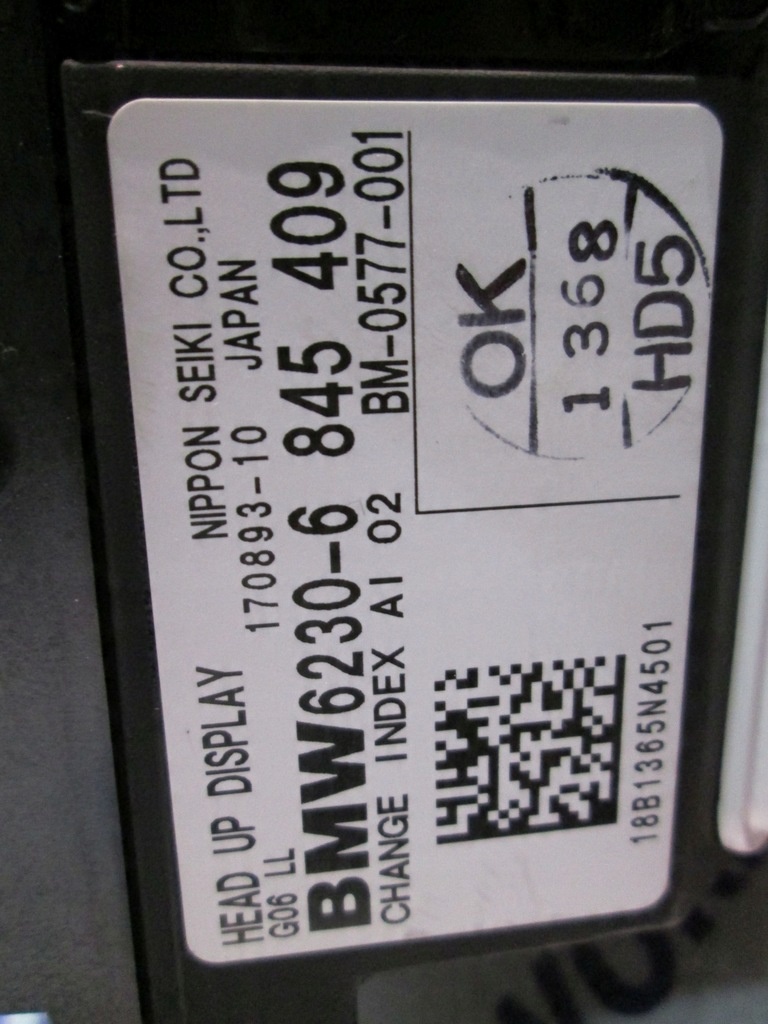 HEAD UP DISPLAY NIPPON SEIKI CO.,LTD
G06 LL 170893-10 JAPAN
BMW6230-6 845 409
CHANGE INDEX AI 02 BM-0577-001
OK
1368
HD5
18B1365N4501